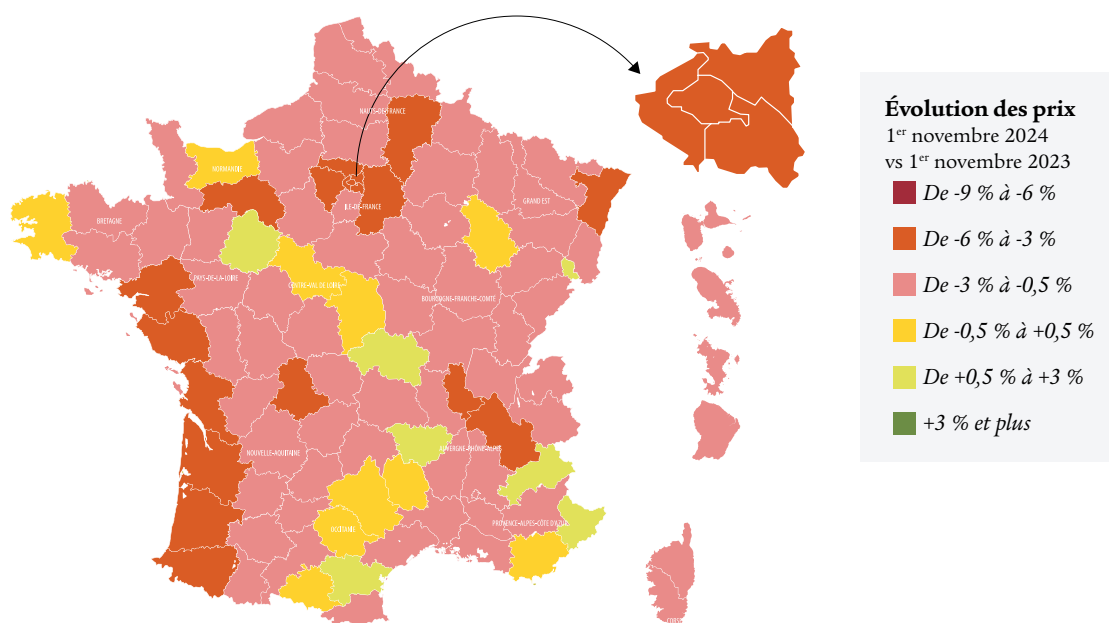 HAUTS-DE-FRANCE
NORMANDIE
ÎLE-DE-FRANCE
GRAND EST
BRETAGNE
PAYS-DE-LA-LOIRE
CENTRE-VAL DE LOIRE
BOURGOGNE-FRANCHE-COMTÉ
NOUVELLE-AQUITAINE
AUVERGNE-RHÔNE-ALPES
OCCITANIE
PROVENCE-ALPES-CÔTE D'AZUR
CORSE
Évolution des prix
1er novembre 2024
vs 1er novembre 2023
De -9 % à -6 %
De -6 % à -3 %
De -3 % à -0,5 %
De -0,5 % à +0,5 %
De +0,5 % à +3 %
+3 % et plus